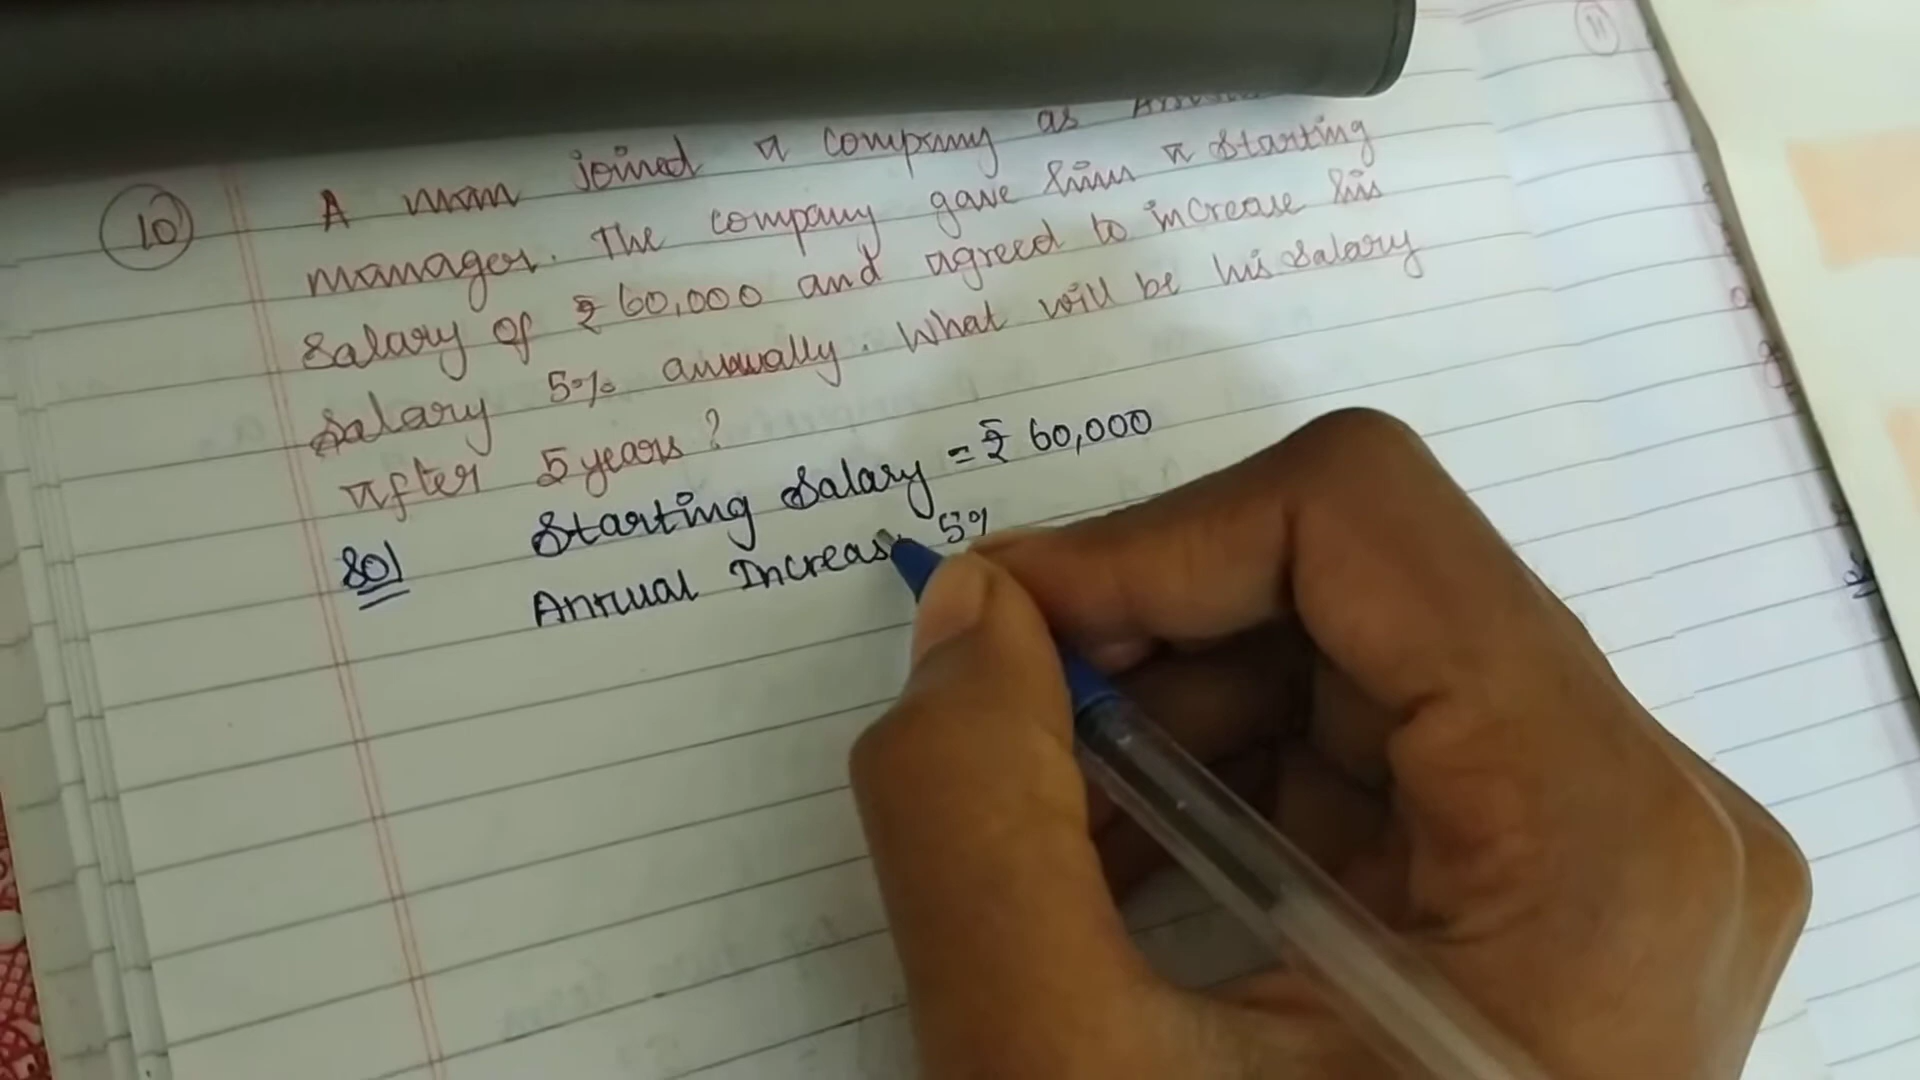 10 A man joined a company as
manager. The company gave him a starting
salary of ₹ 60,000 and agreed to increase his
salary 5% annually. What will be his salary
after 5 years?
Sol Starting Salary = ₹ 60,000
Annual Increase 5%
11